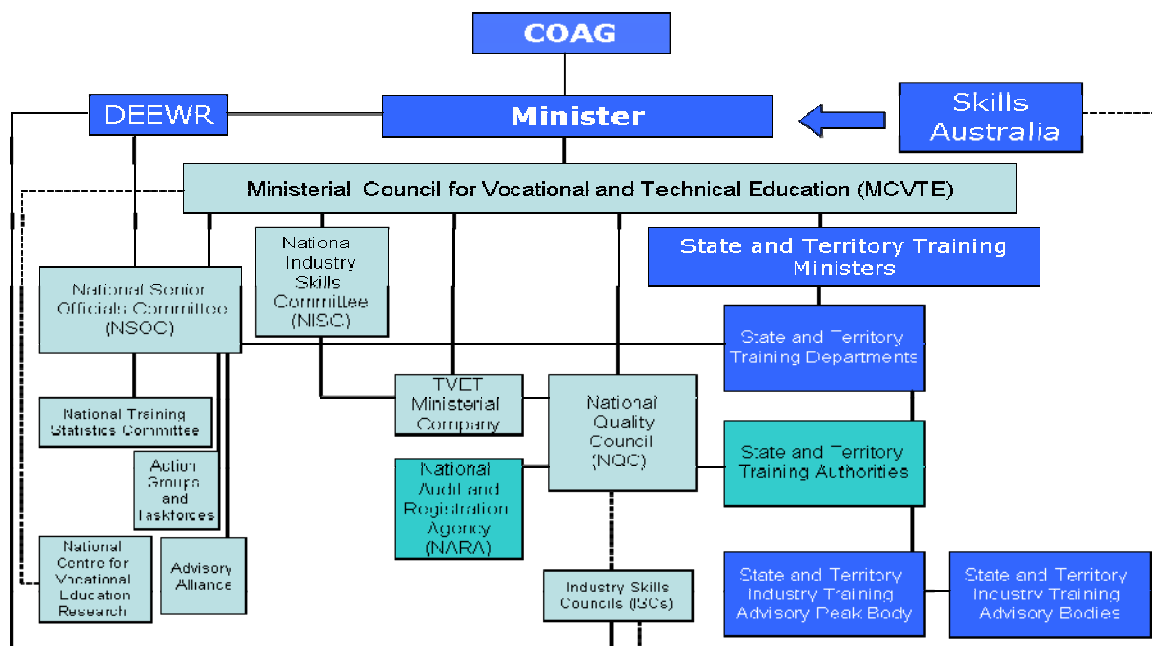 COAG
DEEWR
Minister
Skills
Australia
Ministerial Council for Vocational and Technical Education (MCVTE)
National Senior
Officials Committee
(NSOC)
Nationa
Industry
Skills
Committee
(NISC)
State and Territory Training
Ministers
State and Territory
Training Departments
TVET
Ministerial
Company
National
Quality
Council
(NQC)
National Training
Statistics Committee
State and Territory
Training Authorities
Action
Groups
and
Taskforces
National
Audit and
Registration
Agency
(NARA)
National
Centre for
Vocational
Education
Research
Advisory
Alliance
Industry Skills
Councils (ISCs)
State and Territory
Industry Training
Advisory Peak Body
State and Territory
Industry Training
Advisory Bodies